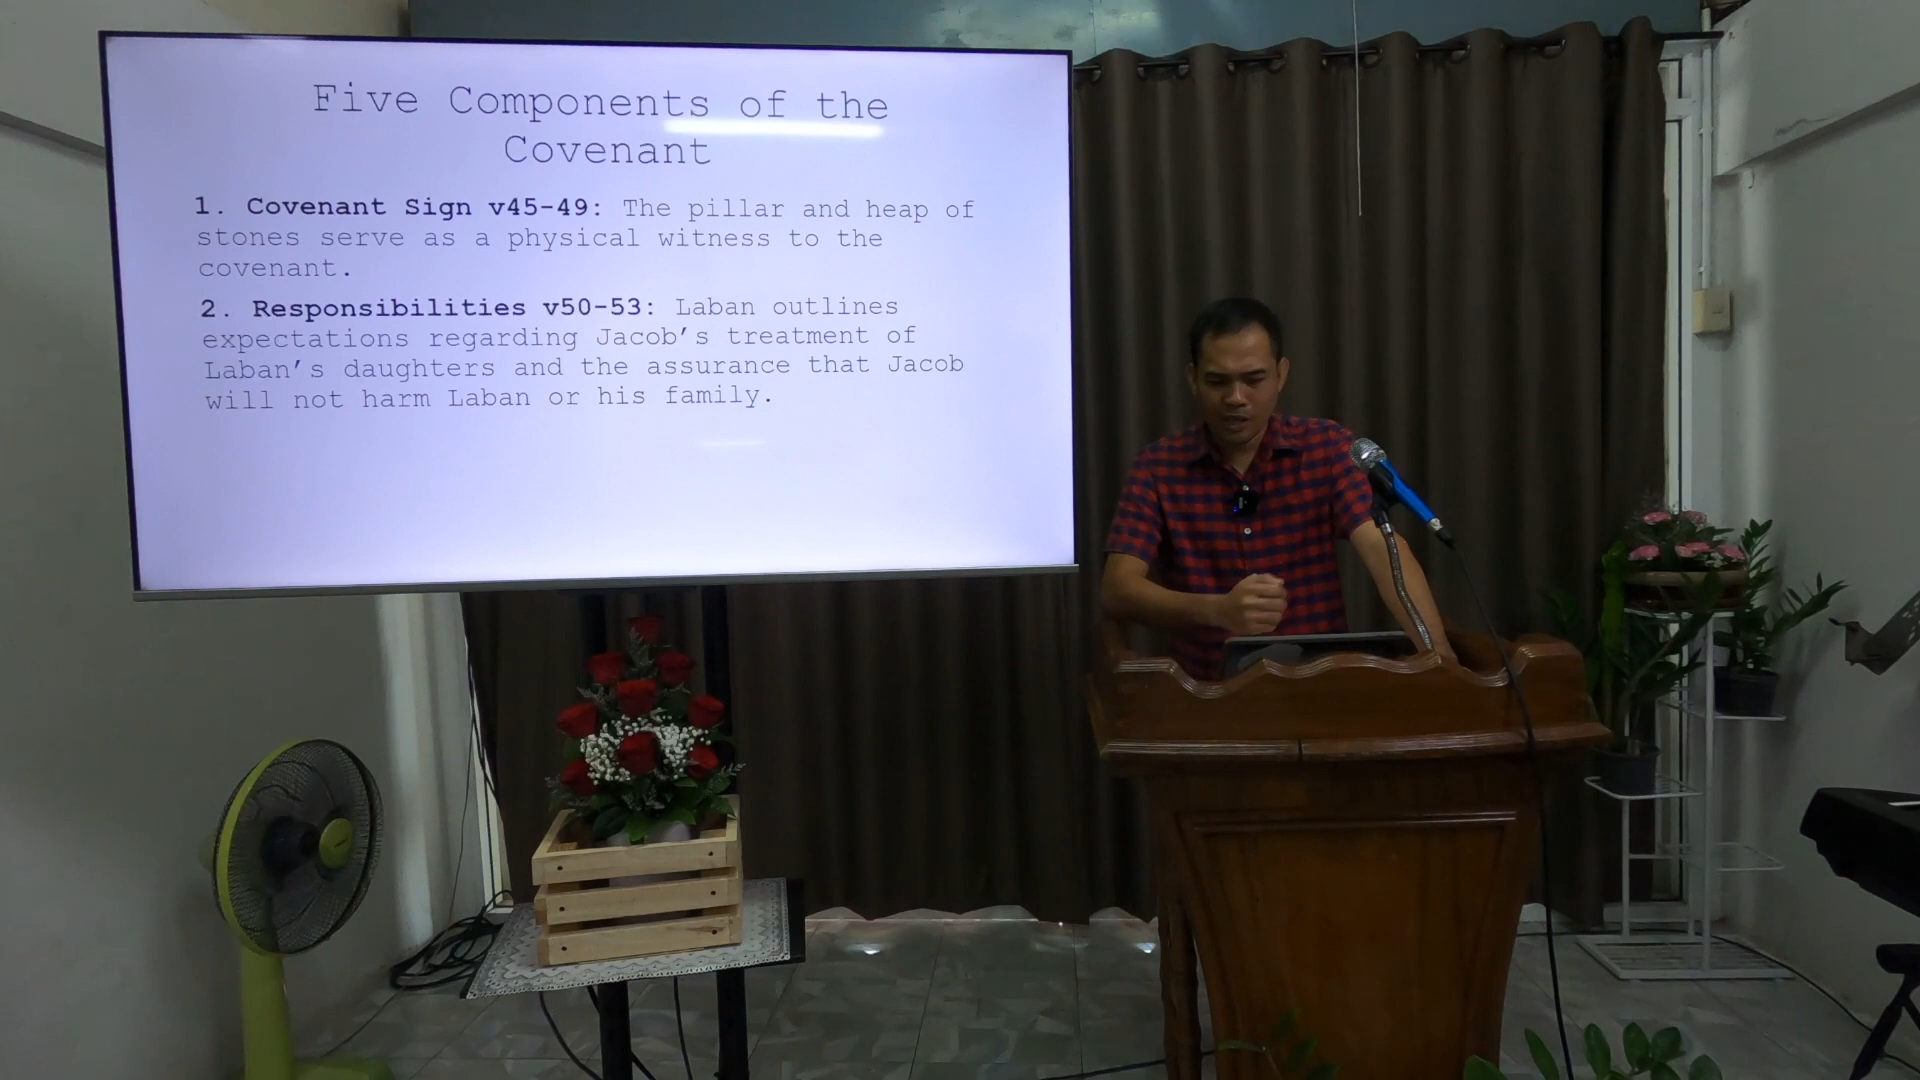 Five Components of the
Covenant
1. Covenant Sign v45-49: The pillar and heap of
stones serve as a physical witness to the
covenant.
2. Responsibilities v50-53: Laban outlines
expectations regarding Jacob's treatment of
Laban's daughters and the assurance that Jacob
will not harm Laban or his family.